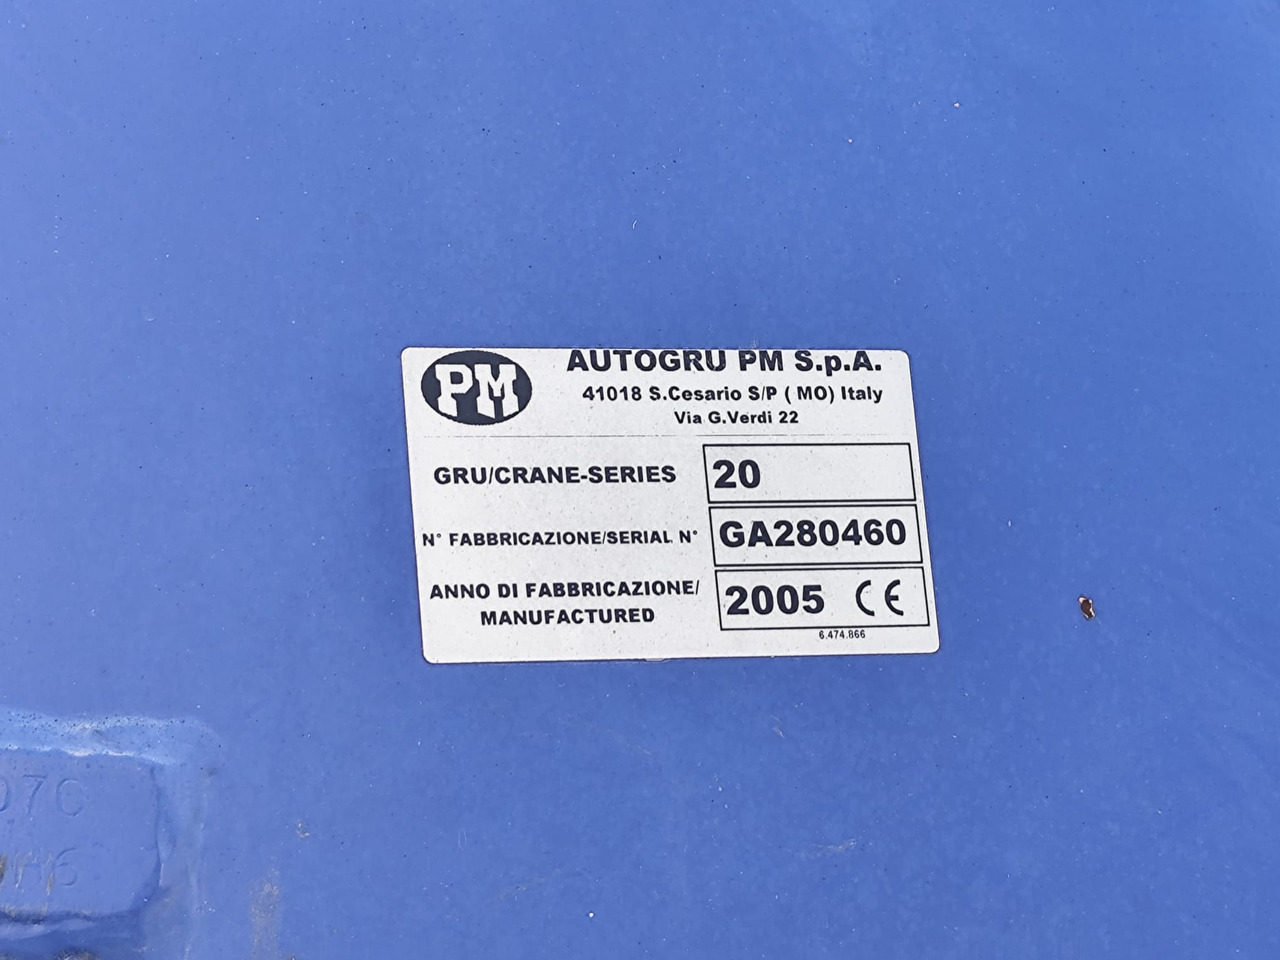 PM
AUTOGRU PM S.p.A.
41018 S.Cesario S/P ( MO) Italy
Via G.Verdi 22
GRU/CRANE-SERIES 20
N° FABBRICAZIONE/SERIAL N° GA280460
ANNO DI FABBRICAZIONE/
MANUFACTURED 2005 CE
6.474.866